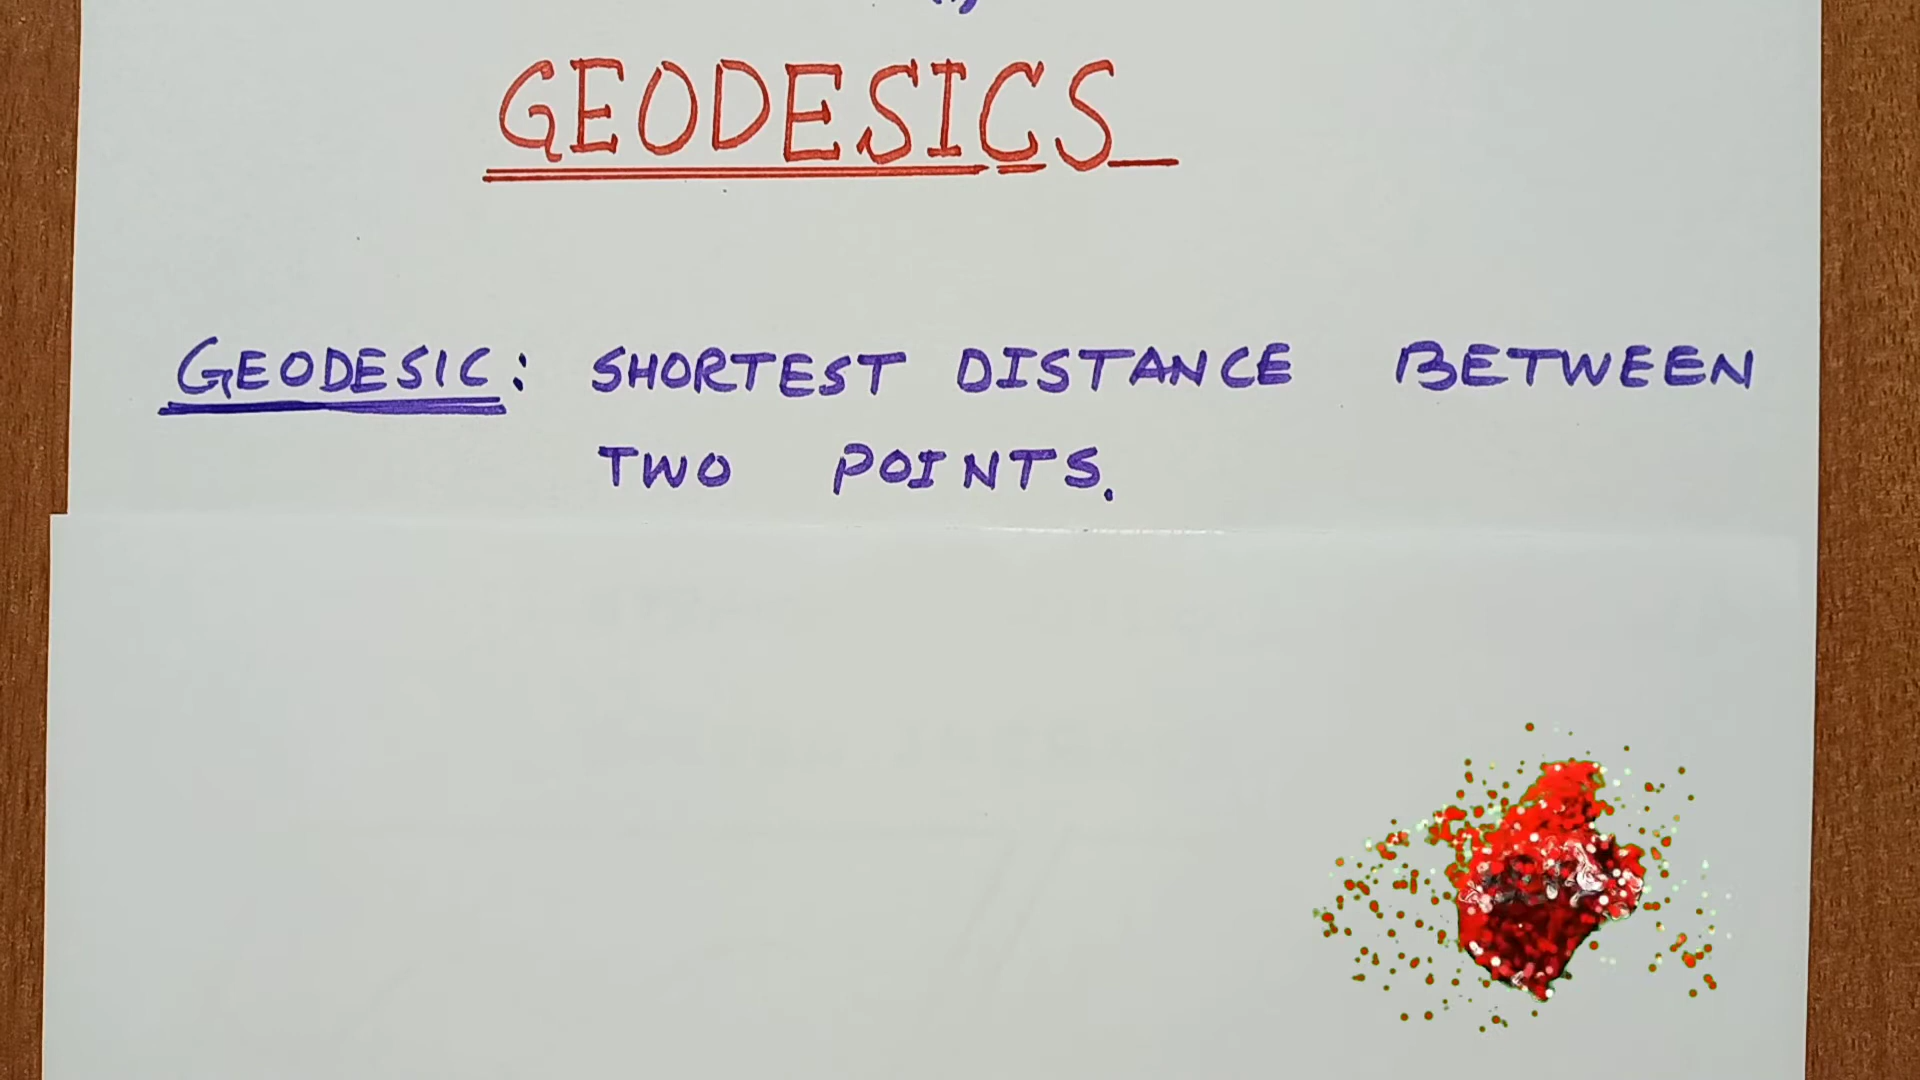 GEODESICS
GEODESIC: SHORTEST DISTANCE BETWEEN
TWO POINTS.